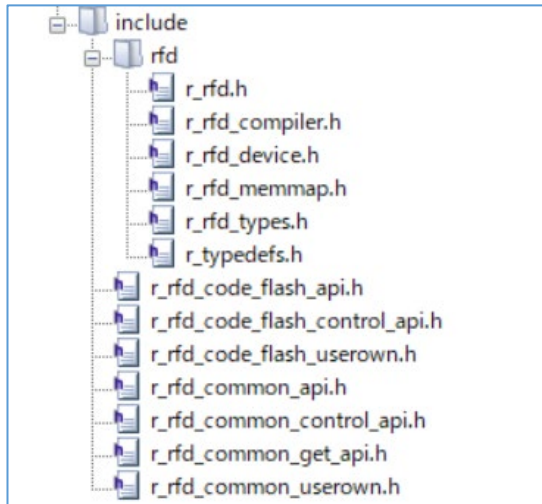 include
rfd
r_rfd.h
r_rfd_compiler.h
r_rfd_device.h
r_rfd_memmap.h
r_rfd_types.h
r_typedefs.h
r_rfd_code_flash_api.h
r_rfd_code_flash_control_api.h
r_rfd_code_flash_userown.h
r_rfd_common_api.h
r_rfd_common_control_api.h
r_rfd_common_get_api.h
r_rfd_common_userown.h